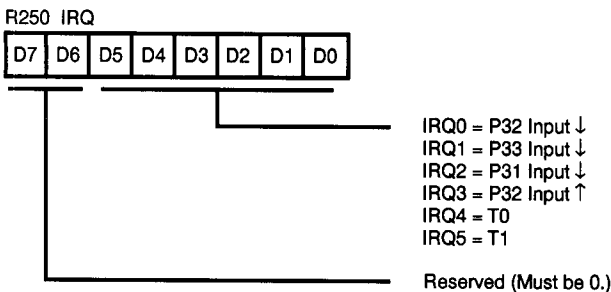 R250 IRQ
D7 D6 D5 D4 D3 D2 D1 D0
IRQ0 = P32 Input ↓
IRQ1 = P33 Input ↓
IRQ2 = P31 Input ↓
IRQ3 = P32 Input ↑
IRQ4 = T0
IRQ5 = T1
Reserved (Must be 0.)